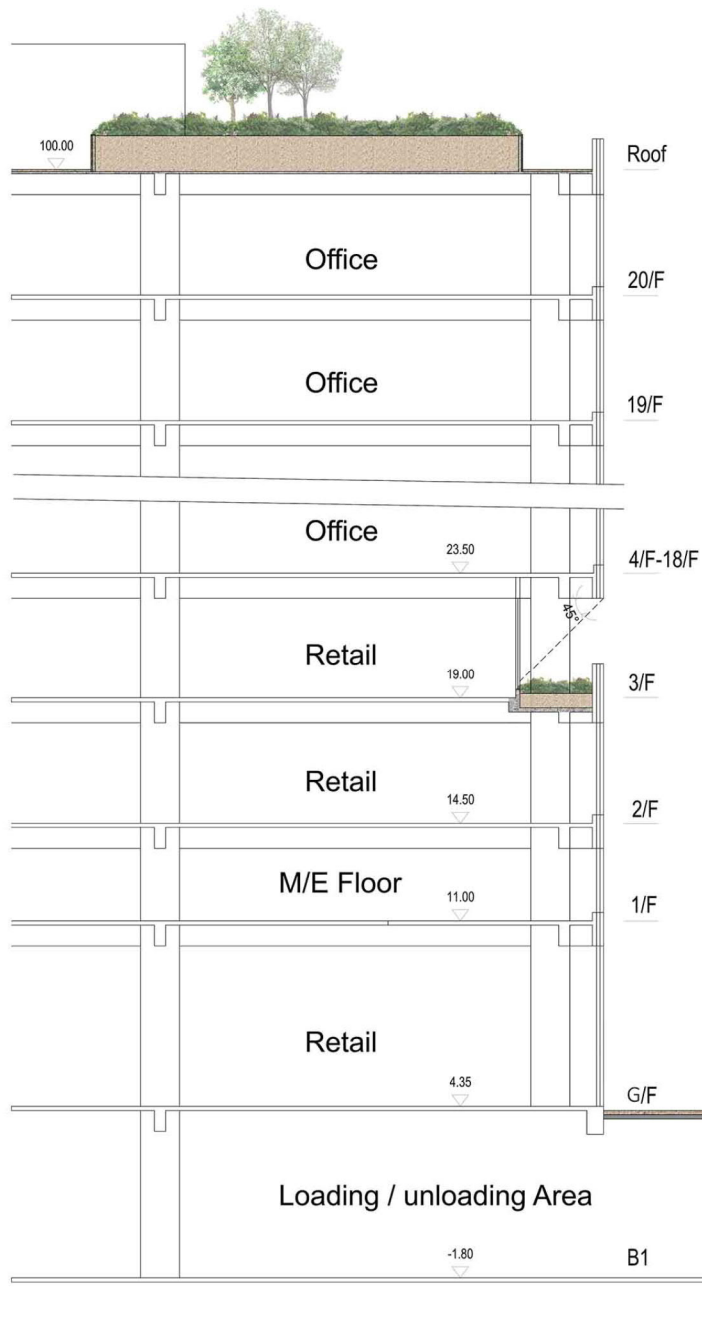 100.00
Roof
Office
20/F
Office
19/F
Office
23.50
4/F-18/F
45°
Retail
19.00
3/F
Retail
14.50
2/F
M/E Floor
11.00
1/F
Retail
4.35
G/F
Loading / unloading Area
-1.80
B1